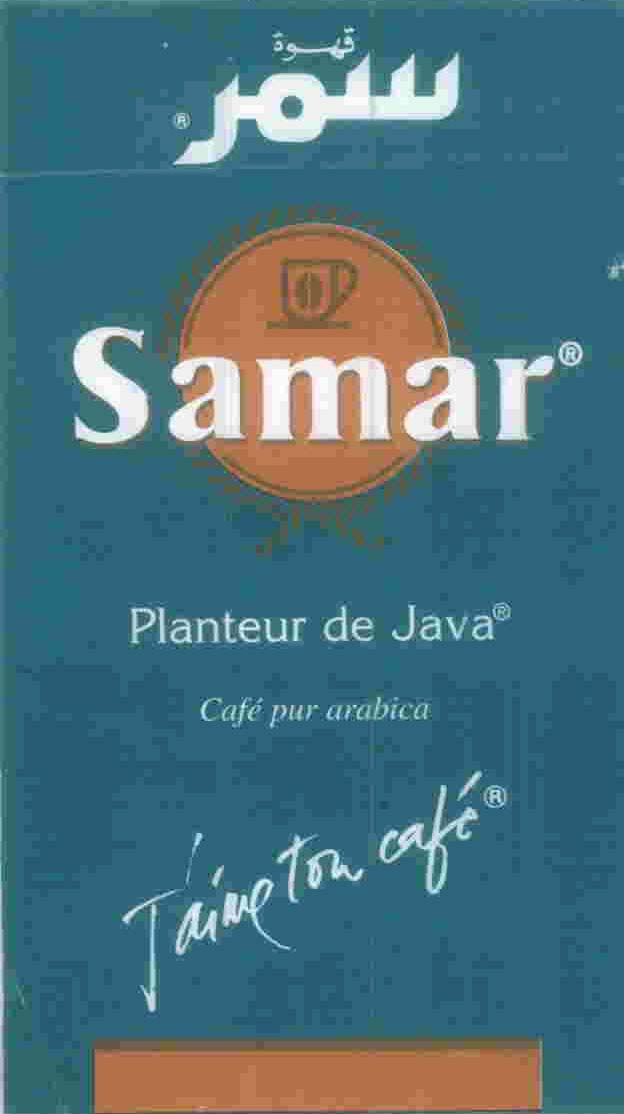 قهوة
سمر®
Samar®
Planteur de Java®
Café pur arabica
J'aime ton café®